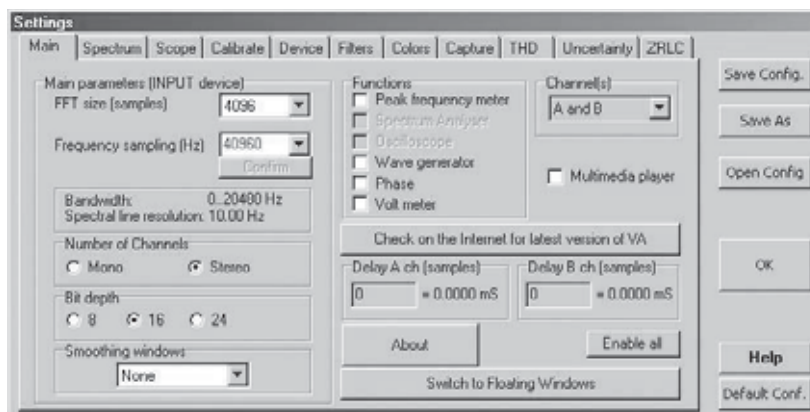 Settings
Main Spectrum Scope Calibrate Device Filters Colors Capture THD Uncertainty ZRLC
Main parameters (INPUT device)
FFT size (samples) 4096
Frequency sampling (Hz) 40960
Confirm
Bandwidth: 0..20480 Hz
Spectral line resolution: 10.00 Hz
Number of Channels
Mono Stereo
Bit depth
8 16 24
Smoothing windows
None
Functions
Peak frequency meter
Spectrum Analyser
Oscilloscope
Wave generator
Phase
Volt meter
Channel(s)
A and B
Multimedia player
Check on the Internet for latest version of VA
Delay A ch (samples)
0 = 0.0000 mS
Delay B ch (samples)
0 = 0.0000 mS
About
Enable all
Switch to Floating Windows
Save Config.
Save As
Open Config
OK
Help
Default Conf.